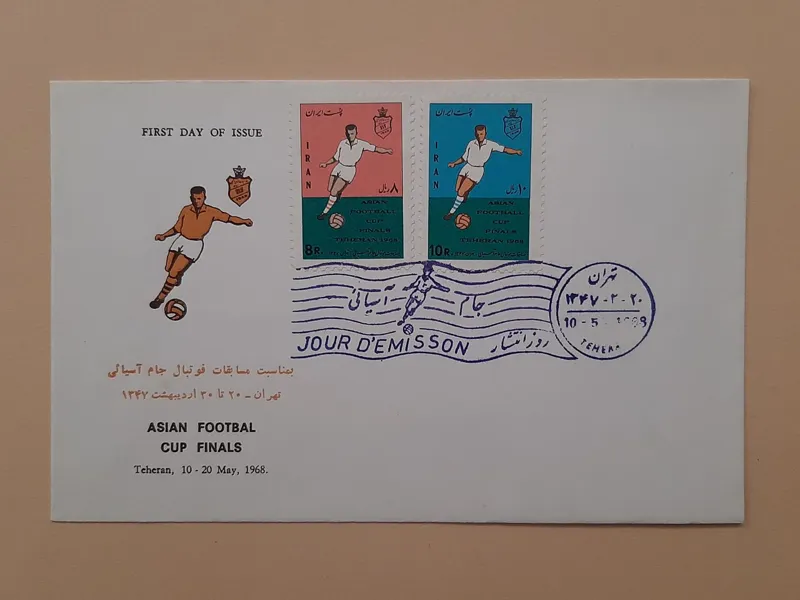 FIRST DAY OF ISSUE
بمناسبت مسابقات فوتبال جام آسیائی
تهران - ۲۰ تا ۳۰ اردیبهشت ۱۳۴۷
ASIAN FOOTBAL
CUP FINALS
Teheran, 10 - 20 May, 1968.
پست ایران
IRAN
۸ ریال
ASIAN
FOOTBALL
CUP
FINALS
TEHERAN 1968
8R
پست ایران
IRAN
۱۰ ریال
ASIAN
FOOTBALL
CUP
FINALS
TEHERAN 1968
10R
جام آسیائی
JOUR D'EMISSON روز انتشار
تهران
۱۳۴۷-۲-۲۰
10-5
TEHERA